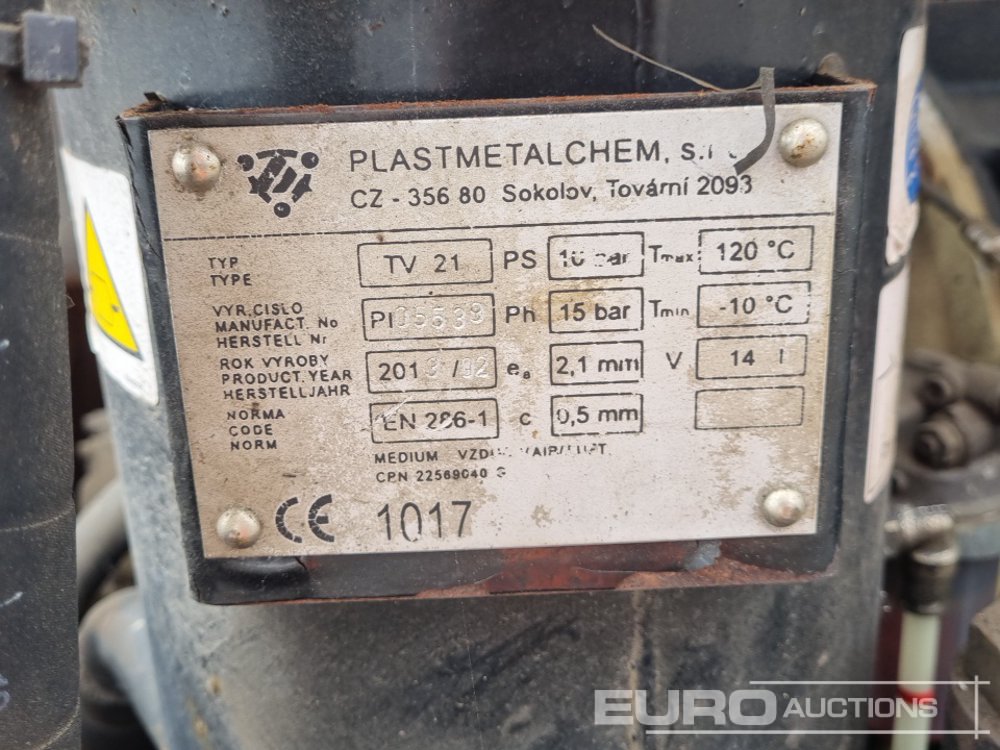 PLASTMETALCHEM,
CZ - 356 80 Sokolov, Tovární 2093
TYP
TYPE
TV 21
PS
bar
Tmax
120 °C
VYR.CISLO
MANUFACT. No
HERSTELL Nr
Ph
15 bar
Tmin
-10 °C
ROK VYROBY
PRODUCT.YEAR
HERSTELLJAHR
es
2,1 mm
V
14 l
NORMA
CODE
NORM
EN 286-1
c
0,5 mm
MEDIUM
CPN
CE 1017
EURO AUCTIONS